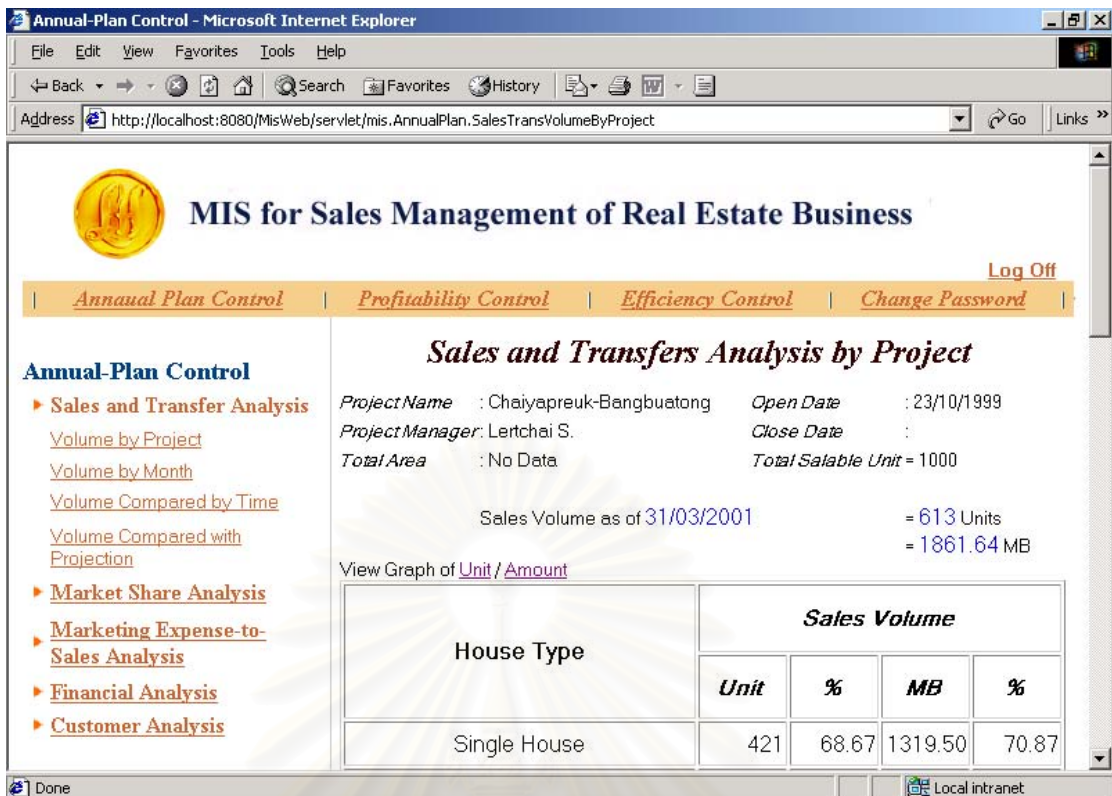 Annual-Plan Control - Microsoft Internet Explorer
File Edit View Favorites Tools Help
Back Search Favorites History
Address http://localhost:8080/MisWeb/servlet/mis.AnnualPlan.SalesTransVolumeByProject Go Links »
MIS for Sales Management of Real Estate Business
Log Off
| Annaual Plan Control | Profitability Control | Efficiency Control | Change Password |
Annual-Plan Control
Sales and Transfer Analysis
Volume by Project
Volume by Month
Volume Compared by Time
Volume Compared with
Projection
Market Share Analysis
Marketing Expense-to-
Sales Analysis
Financial Analysis
Customer Analysis
Sales and Transfers Analysis by Project
Project Name : Chaiyapreuk-Bangbuatong Open Date : 23/10/1999
Project Manager : Lertchai S. Close Date :
Total Area : No Data Total Salable Unit = 1000
Sales Volume as of 31/03/2001 = 613 Units
= 1861.64 MB
View Graph of Unit / Amount
House Type Sales Volume
Unit % MB %
Single House 421 68.67 1319.50 70.87
Done Local intranet